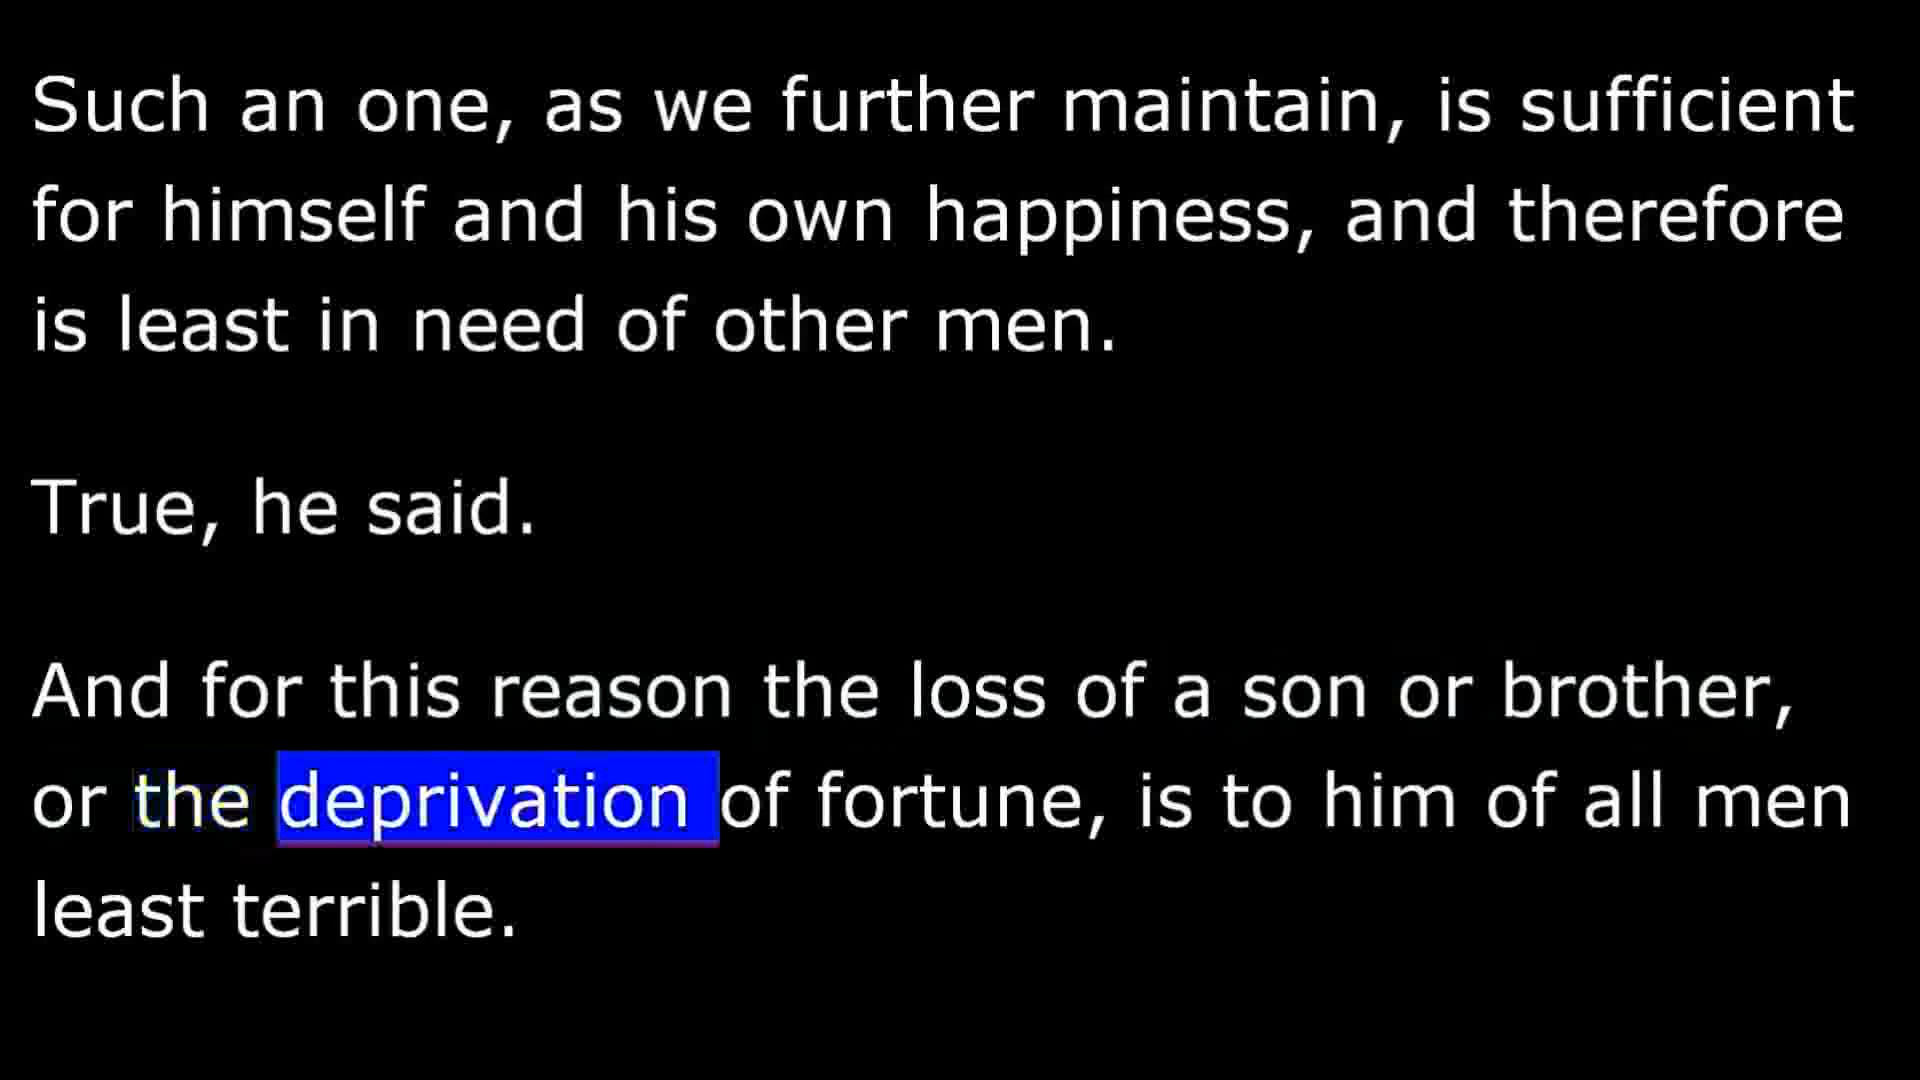 Such an one, as we further maintain, is sufficient
for himself and his own happiness, and therefore
is least in need of other men.
True, he said.
And for this reason the loss of a son or brother,
or the deprivation of fortune, is to him of all men
least terrible.